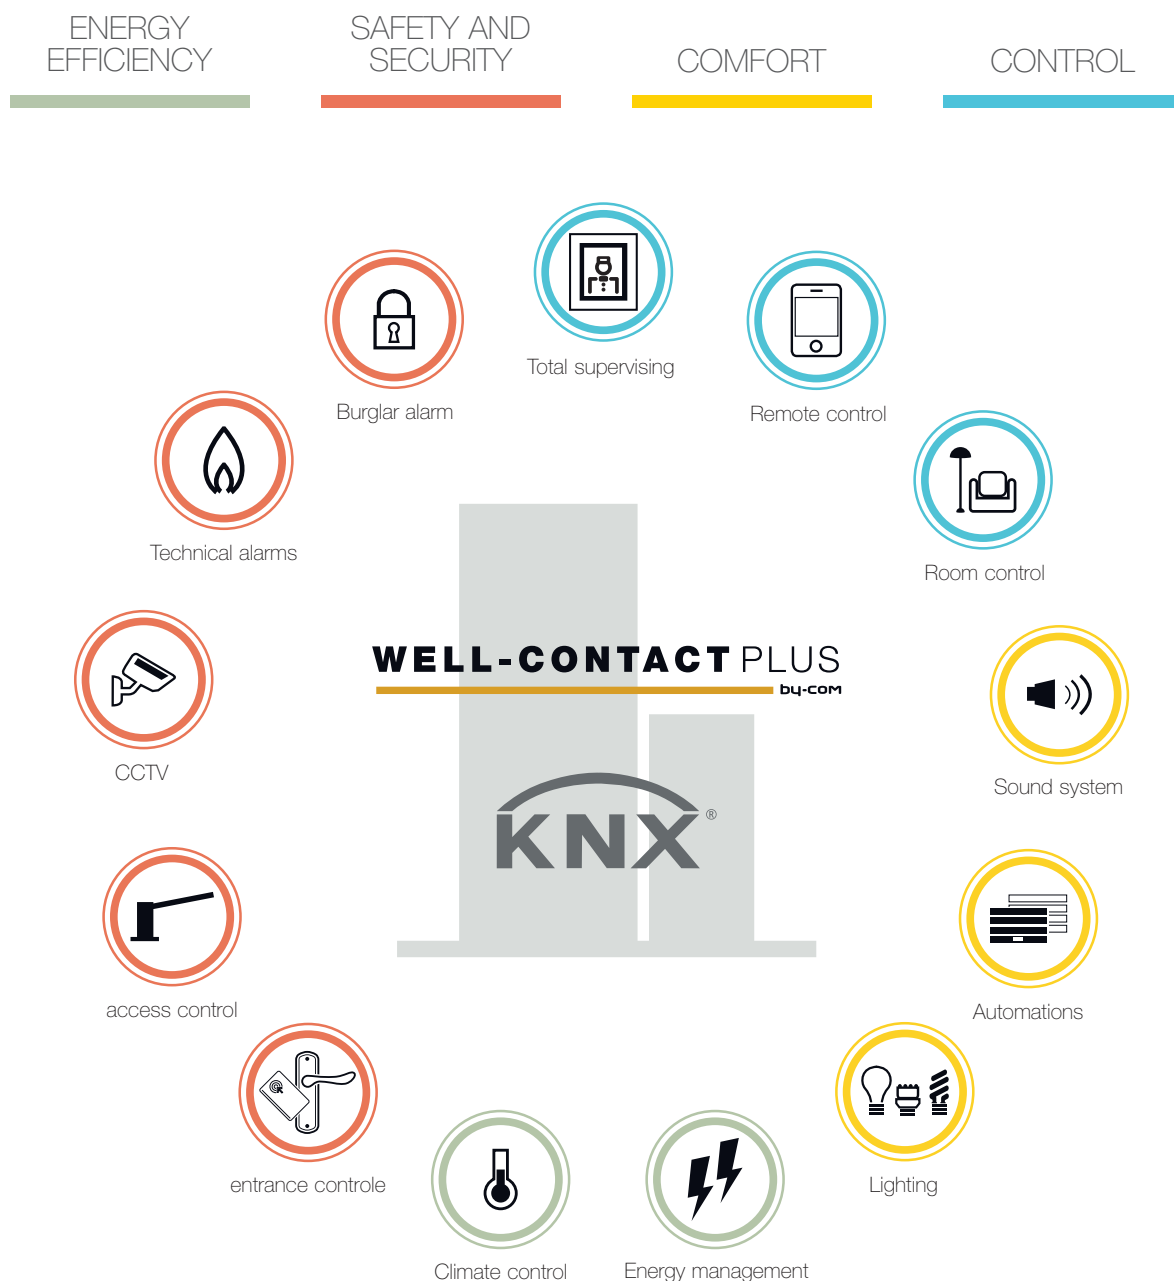 ENERGY
EFFICIENCY
SAFETY AND
SECURITY
COMFORT
CONTROL
Total supervising
Burglar alarm
Remote control
Technical alarms
Room control
WELL-CONTACT PLUS
by-com
CCTV
Sound system
KNX®
access control
Automations
entrance controle
Lighting
Climate control
Energy management